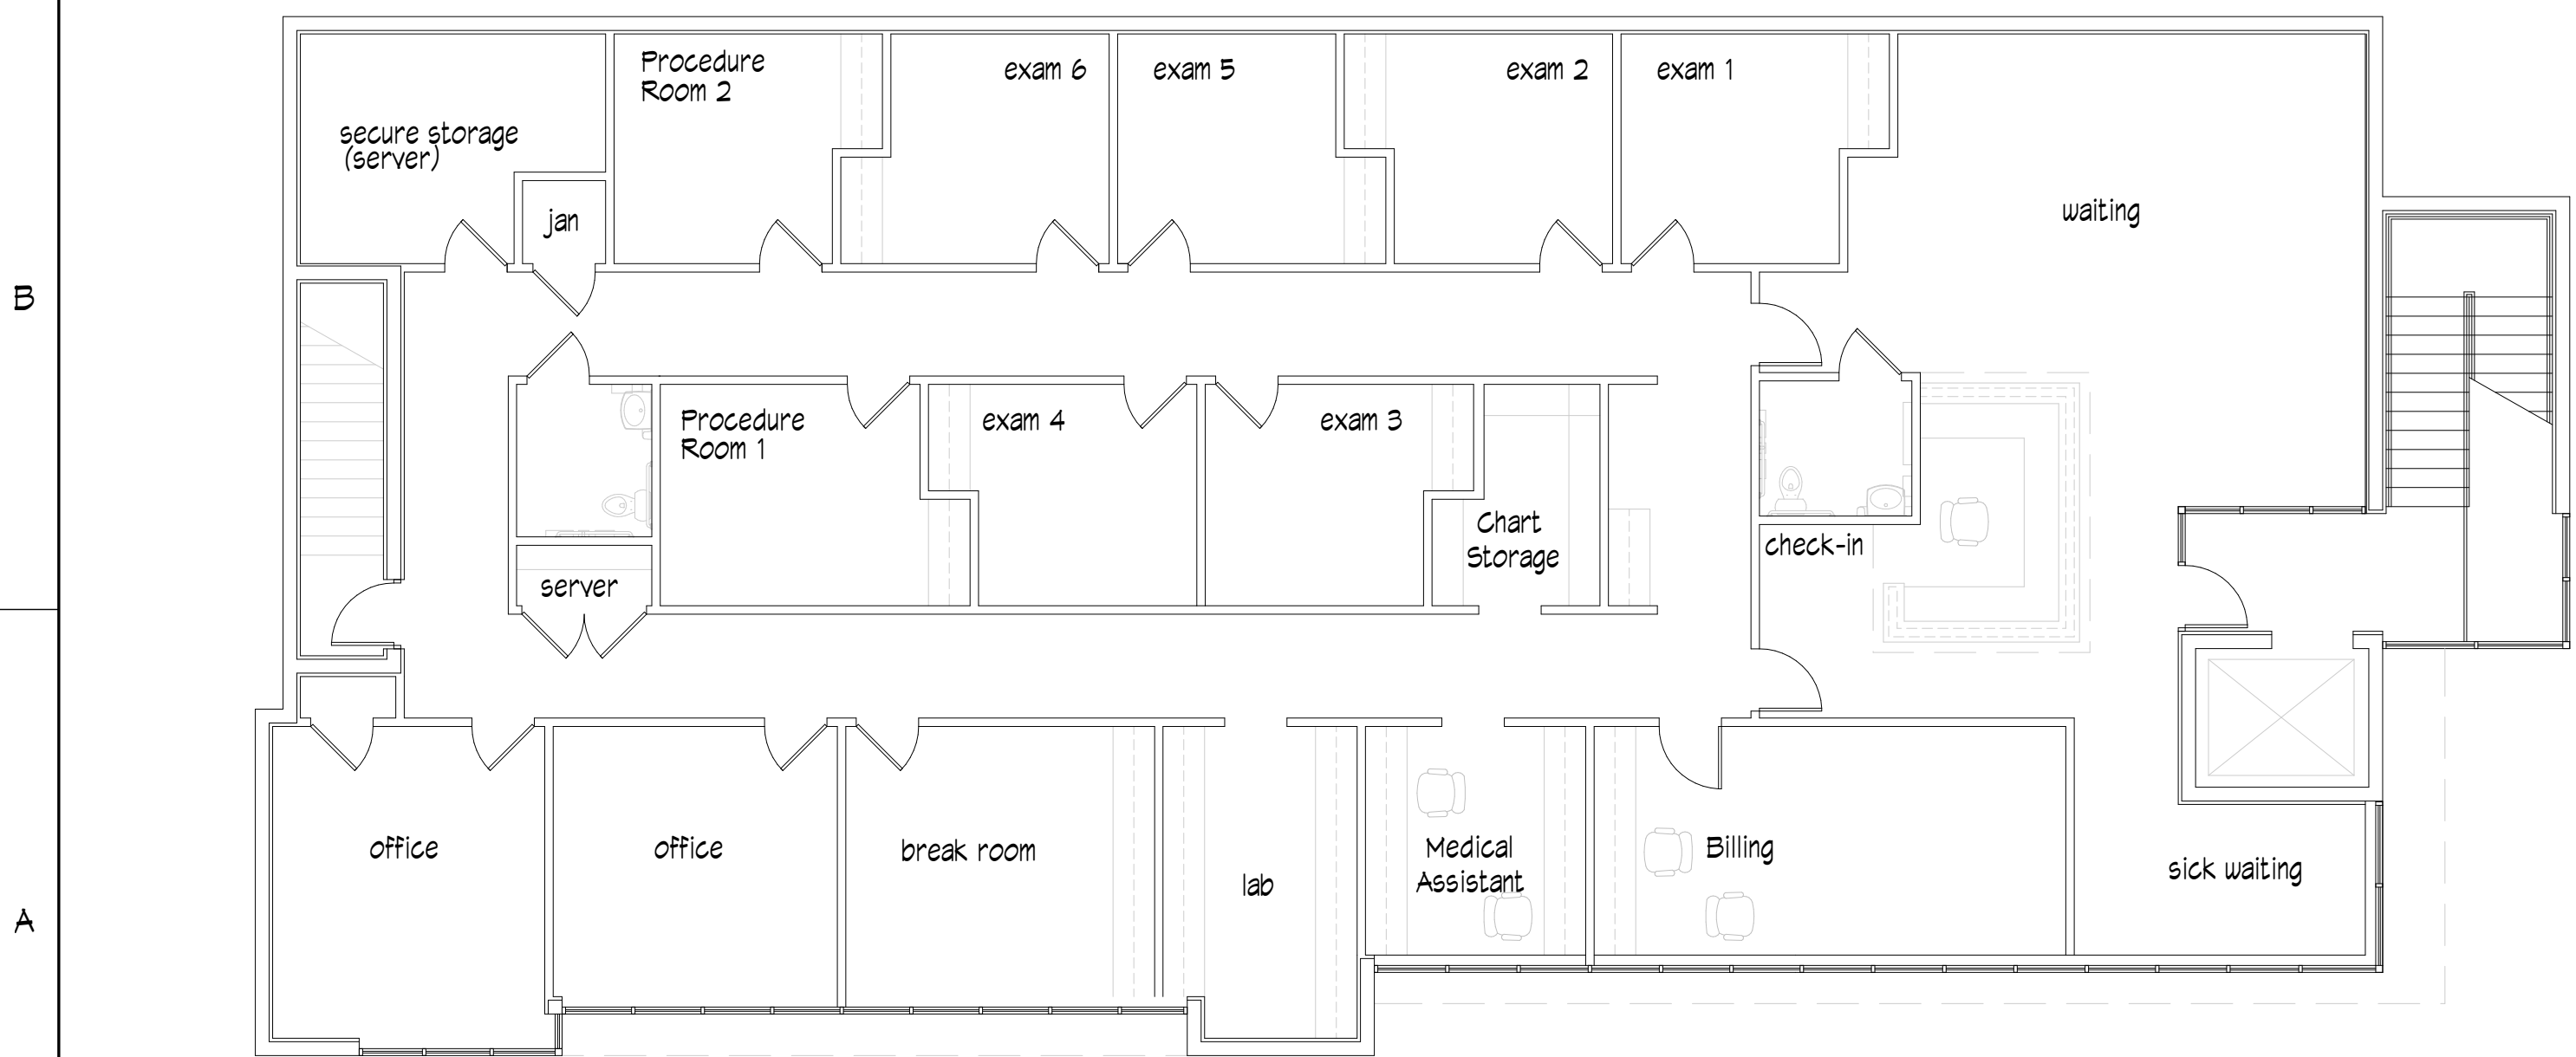 Procedure
Room 2
exam 6
exam 5
exam 2
exam 1
secure storage
(server)
jan
waiting
B
Procedure
Room 1
exam 4
exam 3
Chart
Storage
check-in
server
office
office
break room
lab
Medical
Assistant
Billing
sick waiting
A